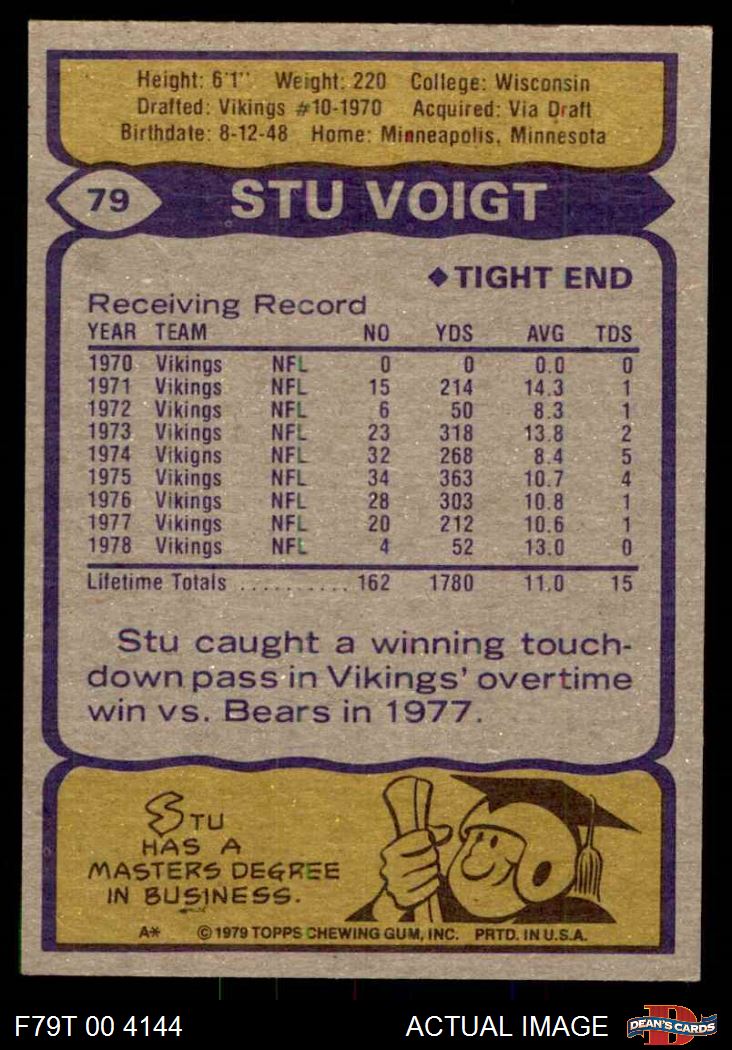 Height: 6'1" Weight: 220 College: Wisconsin
Drafted: Vikings #10-1970 Acquired: Via Draft
Birthdate: 8-12-48 Home: Minneapolis, Minnesota
79 STU VOIGT
◆TIGHT END
Receiving Record
YEAR TEAM NO YDS AVG TDS
1970 Vikings NFL 0 0 0.0 0
1971 Vikings NFL 15 214 14.3 1
1972 Vikings NFL 6 50 8.3 1
1973 Vikings NFL 23 318 13.8 2
1974 Vikigns NFL 32 268 8.4 5
1975 Vikings NFL 34 363 10.7 4
1976 Vikings NFL 28 303 10.8 1
1977 Vikings NFL 20 212 10.6 1
1978 Vikings NFL 4 52 13.0 0
Lifetime Totals .......... 162 1780 11.0 15
Stu caught a winning touch-
down pass in Vikings' overtime
win vs. Bears in 1977.
STU
HAS A
MASTERS DEGREE
IN BUSINESS.
A* © 1979 TOPPS CHEWING GUM, INC. PRTD. IN U.S.A.
F79T 00 4144 ACTUAL IMAGE DEAN'S CARDS